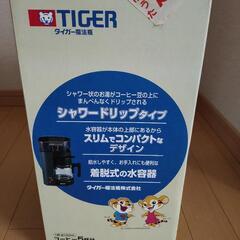 TIGER
タイガー魔法瓶
シャワー状のお湯がコーヒー豆の上に
まんべんなくドリップされる
シャワードリップタイプ
水容器が本体の上部にあるから
スリムでコンパクトな
デザイン
給水しやすく、お手入れにも便利な
着脱式の水容器
タイガー魔法瓶株式会社